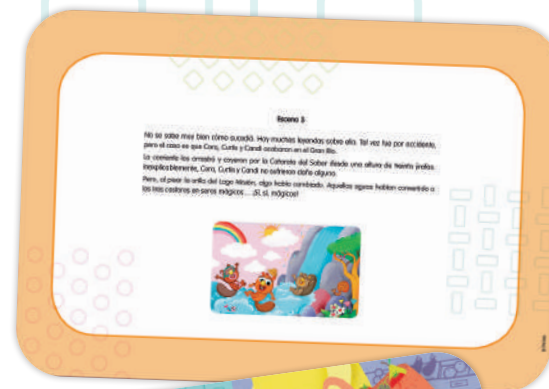 Escena 3
No se sabe muy bien cómo sucedió. Hay muchas leyendas sobre ello. Tal vez fue por accidente,
pero el caso es que Cora, Curtis y Candi acabaron en el Gran Río.
La corriente los arrastró y cayeron por la Catarata del Saber desde una altura de treinta jirafas.
Inexplicablemente, Cora, Curtis y Candi no sufrieron daño alguno.
Pero, al pisar la orilla del Lago Misión, algo había cambiado. Aquellas aguas habían convertido a
los tres castores en seres mágicos... ¡Sí, sí, mágicos!